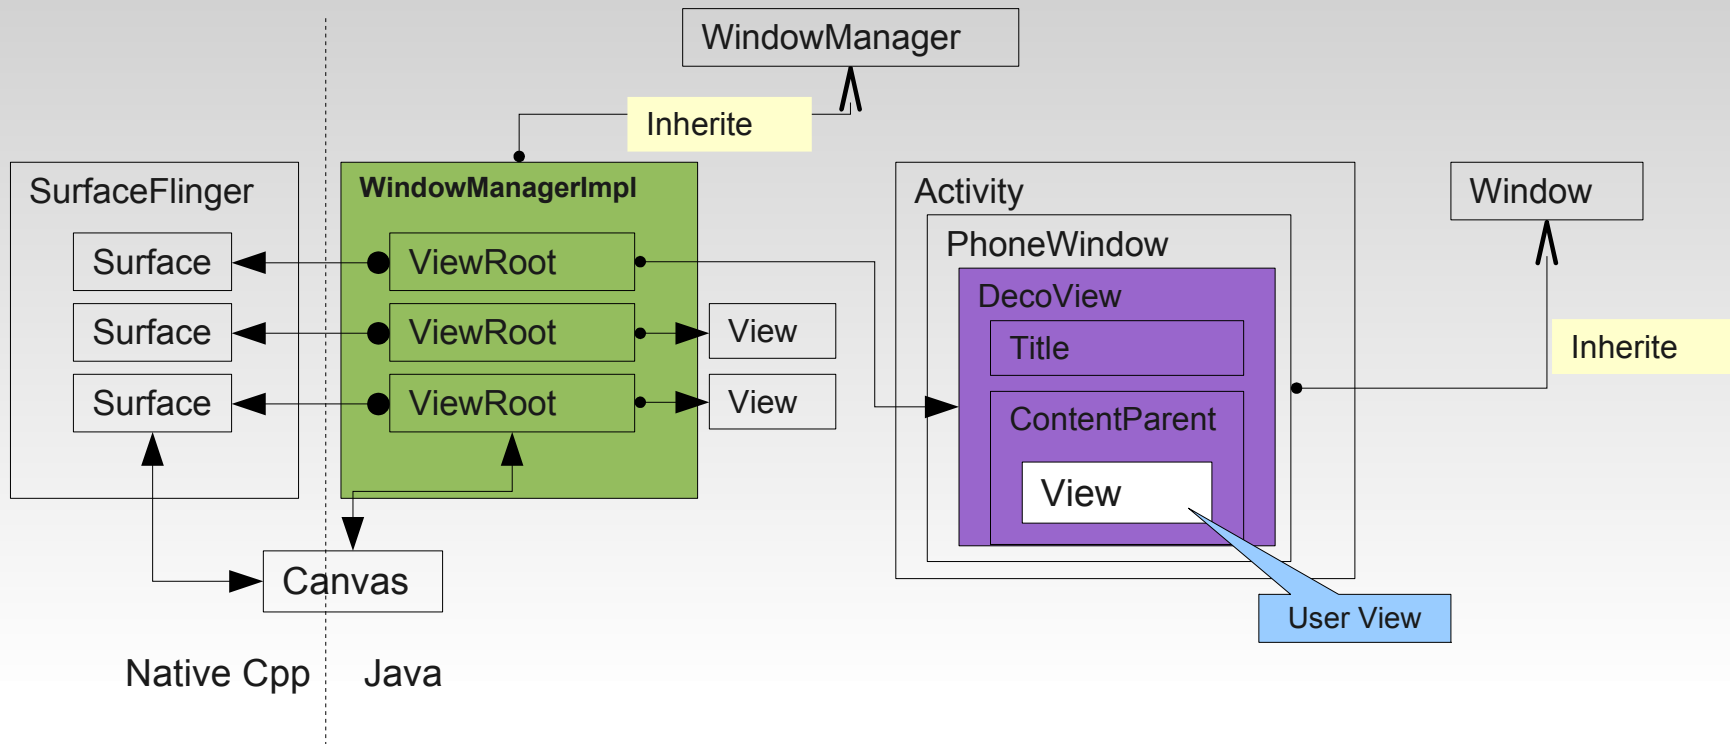 WindowManager
Inherite
SurfaceFlinger
WindowManagerImpl
Activity
Window
Surface
ViewRoot
PhoneWindow
DecoView
Surface
ViewRoot
View
Title
Inherite
Surface
ViewRoot
View
ContentParent
View
Canvas
User View
Native Cpp
Java